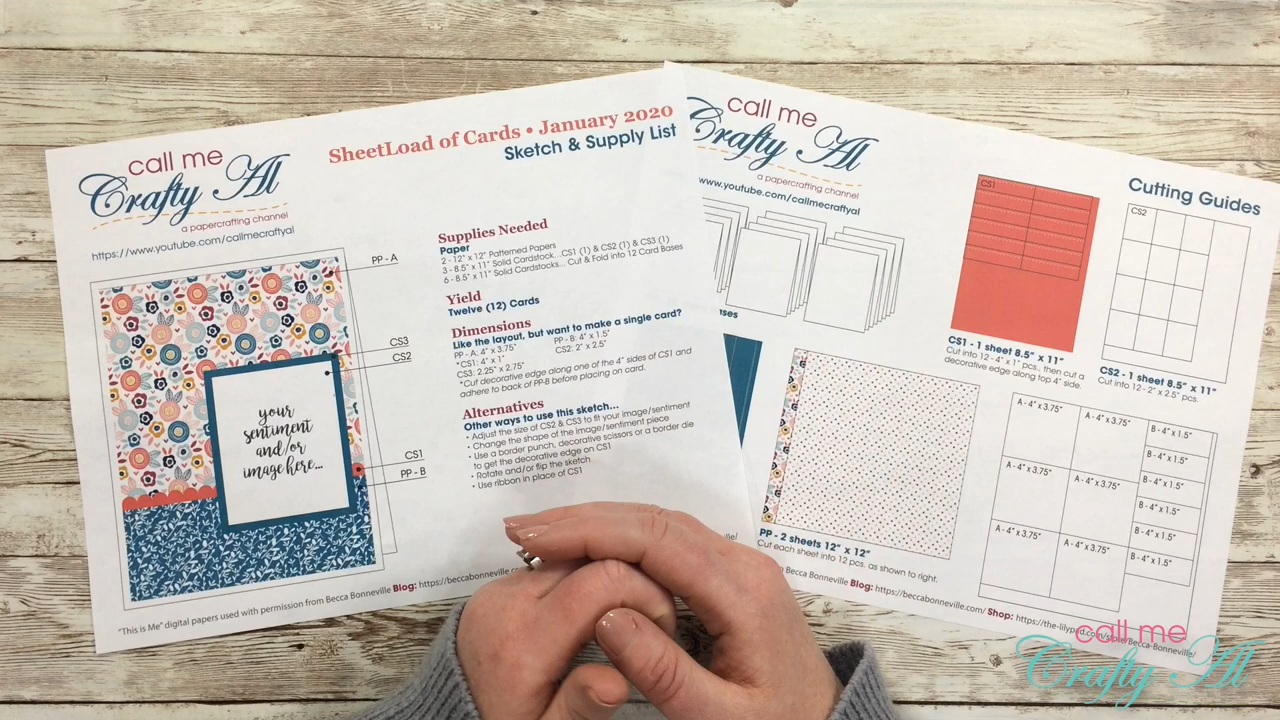 call me
Crafty Al
a papercrafting channel
https://www.youtube.com/callmecraftyal
SheetLoad of Cards • January 2020
Sketch & Supply List
PP - A
CS3
CS2
CS1
PP - B
your
sentiment
and/or
image here...
Supplies Needed
Paper
2 - 12" x 12" Patterned Papers
3 - 8.5" x 11" Solid Cardstock...CS1 (1) & CS2 (1) & CS3 (1)
6 - 8.5" x 11" Solid Cardstocks... Cut & Fold into 12 Card Bases
Yield
Twelve (12) Cards
Dimensions
Like the layout, but want to make a single card?
PP - A: 4" x 3.75" PP - B: 4" x 1.5"
*CS1: 4" x 1" CS2: 2" x 2.5"
CS3: 2.25" x 2.75"
*Cut decorative edge along one of the 4" sides of CS1 and
adhere to back of PP-B before placing on card.
Alternatives
Other ways to use this sketch...
• Adjust the size of CS2 & CS3 to fit your image/sentiment
• Change the shape of the image/sentiment piece
• Use a border punch, decorative scissors or a border die
to get the decorative edge on CS1
• Rotate and/or flip the sketch
• Use ribbon in place of CS1
"This is Me" digital papers used with permission from Becca Bonneville Blog: https://beccabonneville.
call me
Crafty Al
a papercrafting channel
www.youtube.com/callmecraftyal
Cutting Guides
CS1
CS2
CS1 - 1 sheet 8.5" x 11"
Cut into 12 - 4" x 1" pcs., then cut a
decorative edge along top 4" side.
CS2 - 1 sheet 8.5" x 11"
Cut into 12 - 2" x 2.5" pcs.
PP - 2 sheets 12" x 12"
Cut each sheet into 12 pcs. as shown to right.
A - 4" x 3.75"
A - 4" x 3.75"
B - 4" x 1.5"
B - 4" x 1.5"
B - 4" x 1.5"
A - 4" x 3.75"
A - 4" x 3.75"
B - 4" x 1.5"
B - 4" x 1.5"
A - 4" x 3.75"
A - 4" x 3.75"
B - 4" x 1.5"
Becca Bonneville Blog: https://beccabonneville.com/ Shop: https://the-lilypad.com/store/Becca-Bonneville/
call me
Crafty Al